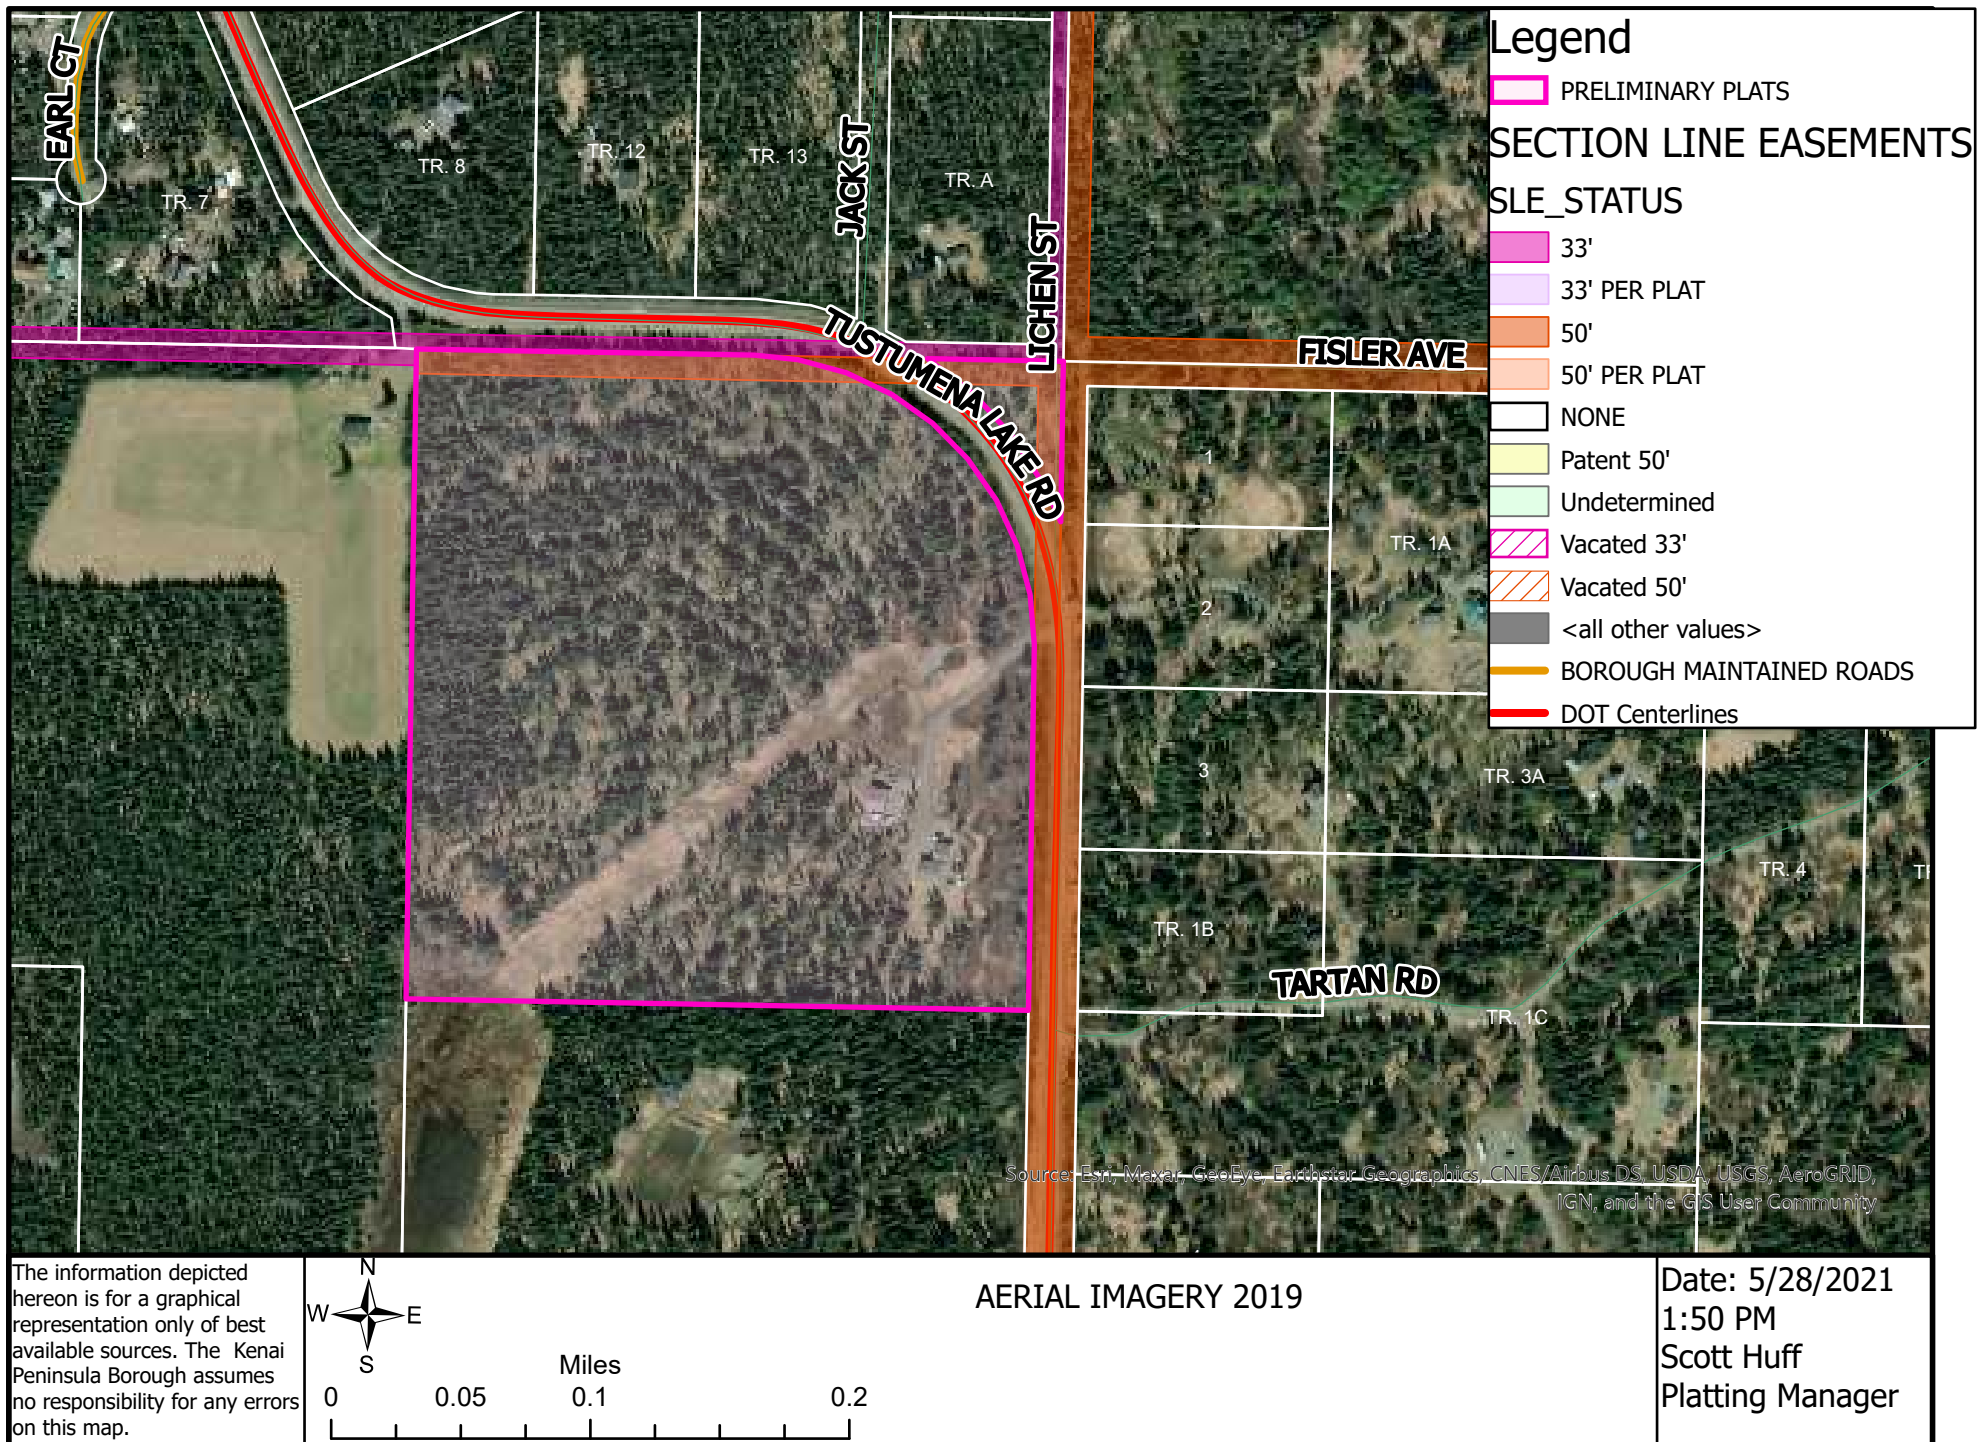 EARL CT
TR. 7
TR. 8
TR. 12
TR. 13
JACK ST
TR. A
LICHEN ST
TUSTUMENA LAKE RD
FISLER AVE
1
2
3
TR. 1A
TR. 3A
TR. 4
TR. 1B
TARTAN RD
TR. 1C
Source: Esri, Maxar, GeoEye, Earthstar Geographics, CNES/Airbus DS, USDA, USGS, AeroGRID,
IGN, and the GIS User Community
Legend
PRELIMINARY PLATS
SECTION LINE EASEMENTS
SLE_STATUS
33'
33' PER PLAT
50'
50' PER PLAT
NONE
Patent 50'
Undetermined
Vacated 33'
Vacated 50'
<all other values>
BOROUGH MAINTAINED ROADS
DOT Centerlines
The information depicted
hereon is for a graphical
representation only of best
available sources. The Kenai
Peninsula Borough assumes
no responsibility for any errors
on this map.
N
W E
S
Miles
0 0.05 0.1 0.2
AERIAL IMAGERY 2019
Date: 5/28/2021
1:50 PM
Scott Huff
Platting Manager